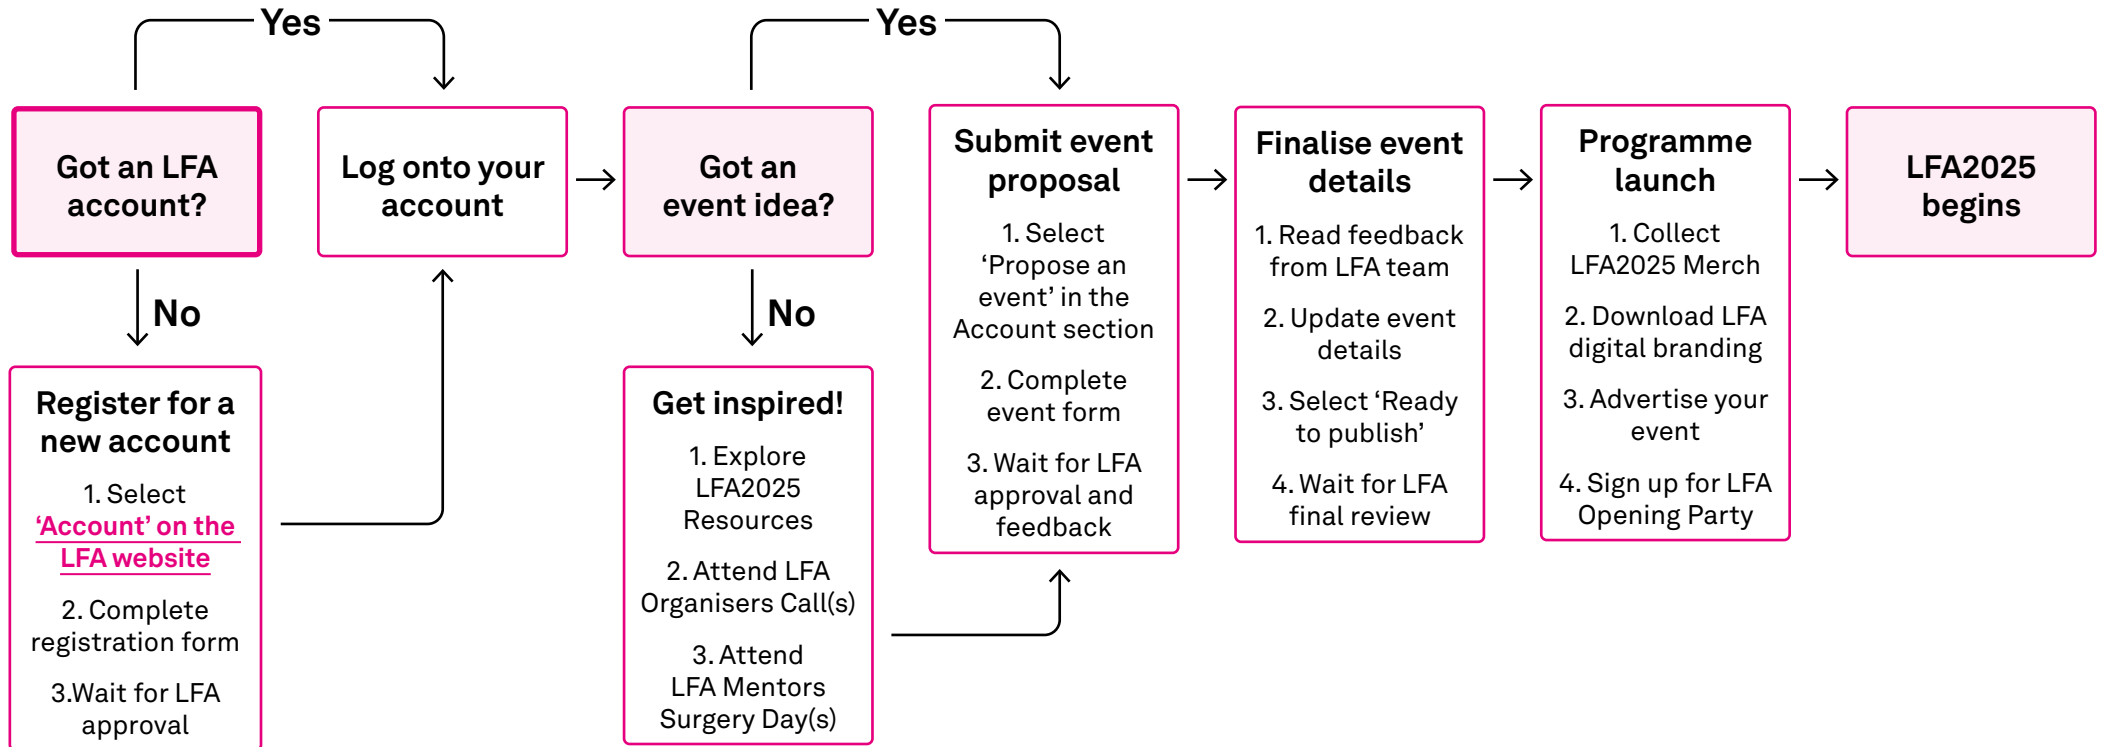 Yes
Got an LFA
account?
No
Register for a
new account
1. Select
‘Account’ on the
LFA website
2. Complete
registration form
3.Wait for LFA
approval
Log onto your
account
Yes
Got an
event idea?
No
Get inspired!
1. Explore
LFA2025
Resources
2. Attend LFA
Organisers Call(s)
3. Attend
LFA Mentors
Surgery Day(s)
Submit event
proposal
1. Select
‘Propose an
event’ in the
Account section
2. Complete
event form
3. Wait for LFA
approval and
feedback
Finalise event
details
1. Read feedback
from LFA team
2. Update event
details
3. Select ‘Ready
to publish’
4. Wait for LFA
final review
Programme
launch
1. Collect
LFA2025 Merch
2. Download LFA
digital branding
3. Advertise your
event
4. Sign up for LFA
Opening Party
LFA2025
begins